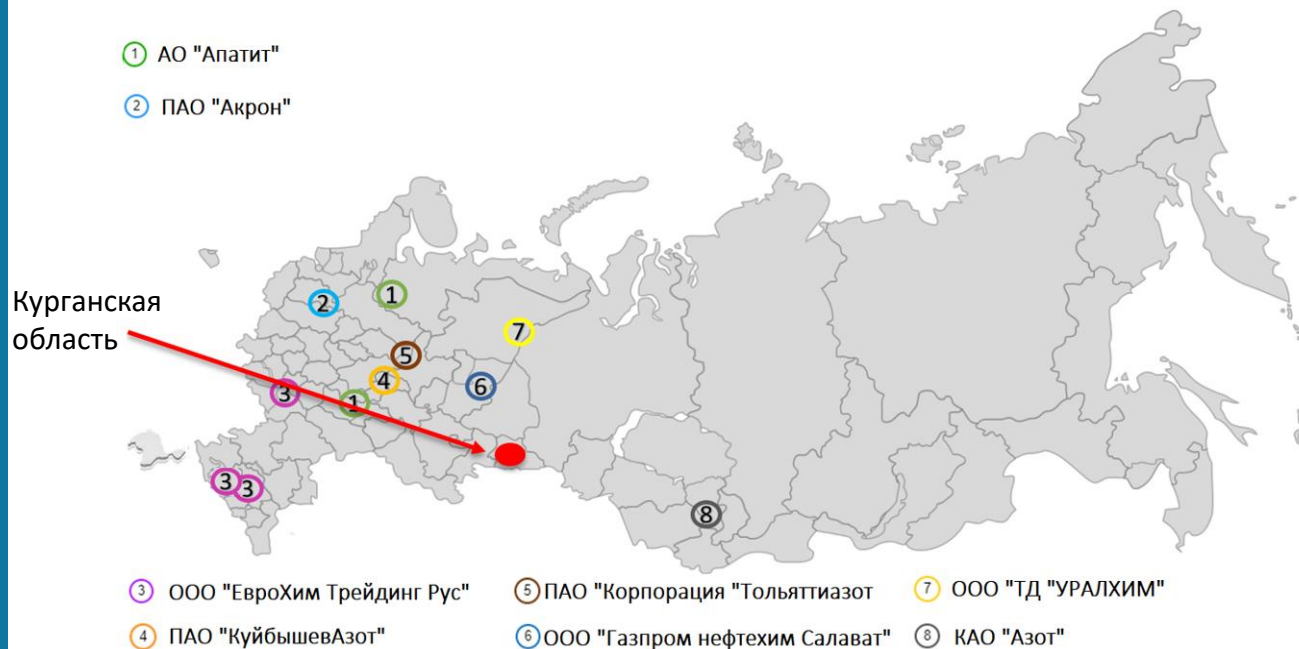 1 АО "Апатит"
2 ПАО "Акрон"
Курганская
область
1
2
7
5
4
6
3
1
3
3
8
3 ООО "ЕвроХим Трейдинг Рус"
5 ПАО "Корпорация "Тольяттиазот
7 ООО "ТД "УРАЛХИМ"
4 ПАО "КуйбышевАзот"
6 ООО "Газпром нефтехим Салават"
8 КАО "Азот"